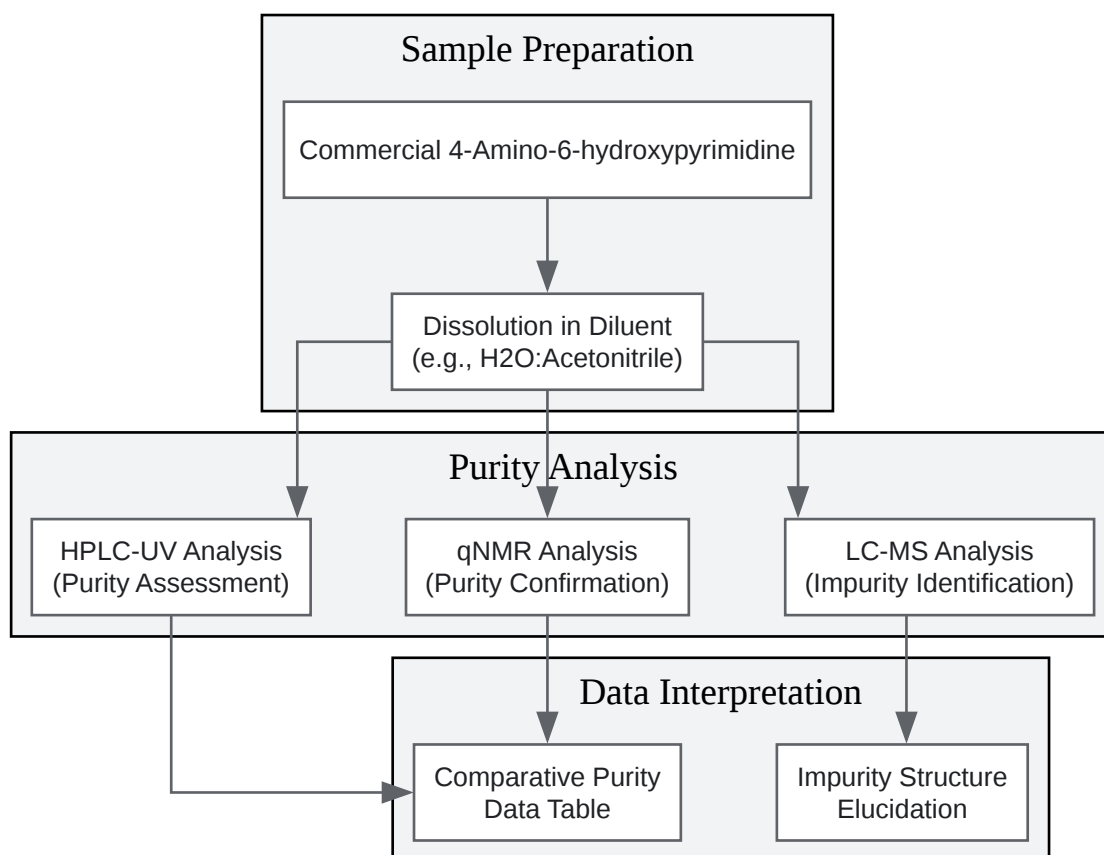 Sample Preparation
Commercial 4-Amino-6-hydroxypyrimidine
Dissolution in Diluent
(e.g., H2O:Acetonitrile)
Purity Analysis
HPLC-UV Analysis
(Purity Assessment)
qNMR Analysis
(Purity Confirmation)
LC-MS Analysis
(Impurity Identification)
Data Interpretation
Comparative Purity
Data Table
Impurity Structure
Elucidation